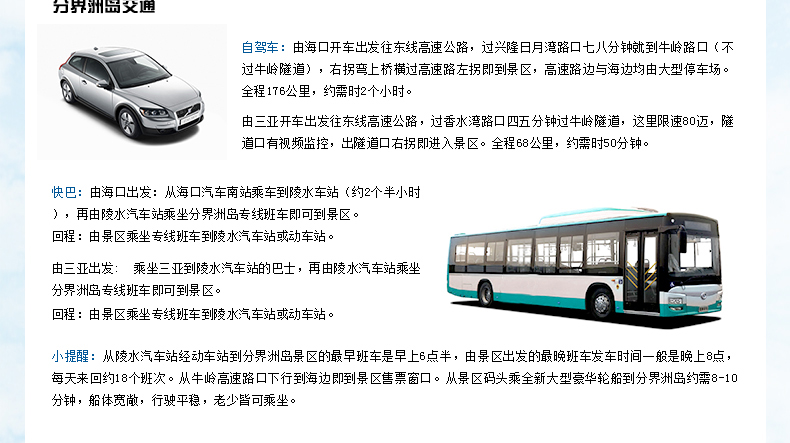 分界洲岛交通
自驾车：由海口开车出发往东线高速公路，过兴隆日月湾路口七八分钟就到牛岭路口（不
过牛岭隧道），右拐弯上桥横过高速路左拐即到景区，高速路边与海边均由大型停车场。
全程176公里，约需时2个小时。
由三亚开车出发往东线高速公路，过香水湾路口四五分钟过牛岭隧道，这里限速80迈，隧
道口有视频监控，出隧道口右拐即进入景区。全程68公里，约需时50分钟。
快巴：由海口出发：从海口汽车南站乘车到陵水车站（约2个半小时
），再由陵水汽车站乘坐分界洲岛专线班车即可到景区。
回程：由景区乘坐专线班车到陵水汽车站或动车站。
由三亚出发： 乘坐三亚到陵水汽车站的巴士，再由陵水汽车站乘坐
分界洲岛专线班车即可到景区。
回程：由景区乘坐专线班车到陵水汽车站或动车站。
小提醒：从陵水汽车站经动车站到分界洲岛景区的最早班车是早上6点半，由景区出发的最晚班车发车时间一般是晚上8点，
每天来回约18个班次。从牛岭高速路口下行到海边即到景区售票窗口。从景区码头乘全新大型豪华轮船到分界洲岛约需8-10
分钟，船体宽敞，行驶平稳，老少皆可乘坐。